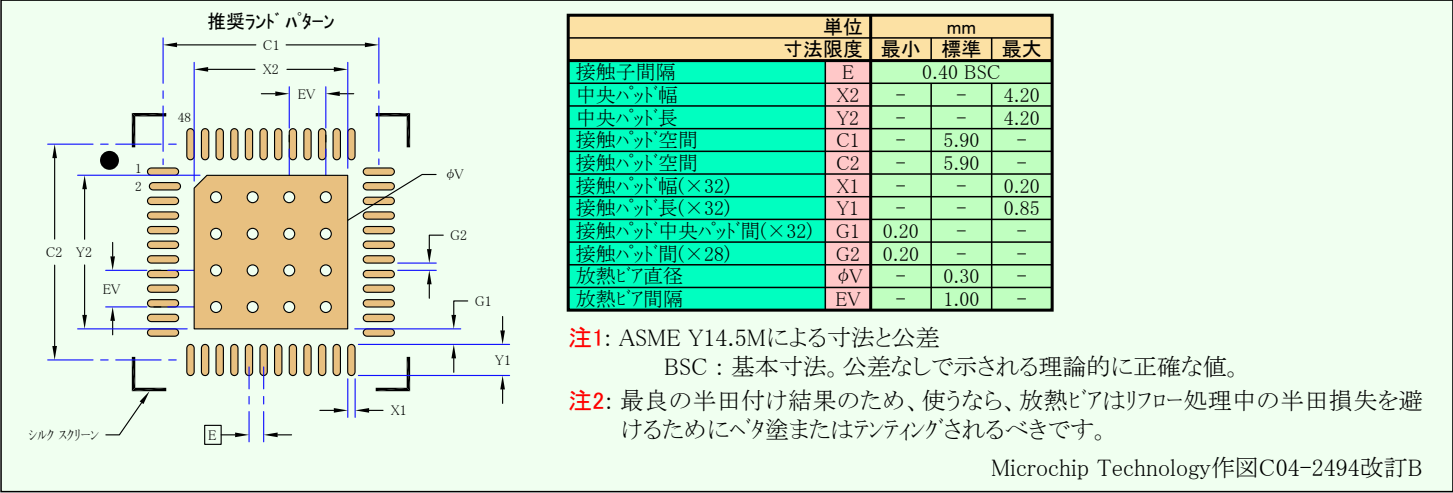 推奨ランド パターン
C1
X2
EV
48
1
2
φV
C2 Y2
G2
EV
G1
Y1
X1
シルク スクリーン
E
単位 mm
寸法限度 最小 標準 最大
接触子間隔 E 0.40 BSC
中央パッド幅 X2 - - 4.20
中央パッド長 Y2 - - 4.20
接触パッド空間 C1 - 5.90 -
接触パッド空間 C2 - 5.90 -
接触パッド幅(×32) X1 - - 0.20
接触パッド長(×32) Y1 - - 0.85
接触パッド中央パッド間(×32) G1 0.20 - -
接触パッド間(×28) G2 0.20 - -
放熱ビア直径 φV - 0.30 -
放熱ビア間隔 EV - 1.00 -
注1: ASME Y14.5Mによる寸法と公差
BSC : 基本寸法。公差なしで示される理論的に正確な値。
注2: 最良の半田付け結果のため、使うなら、放熱ビアはリフロー処理中の半田損失を避
けるためにベタ塗またはテンティングされるべきです。
Microchip Technology作図C04-2494改訂B